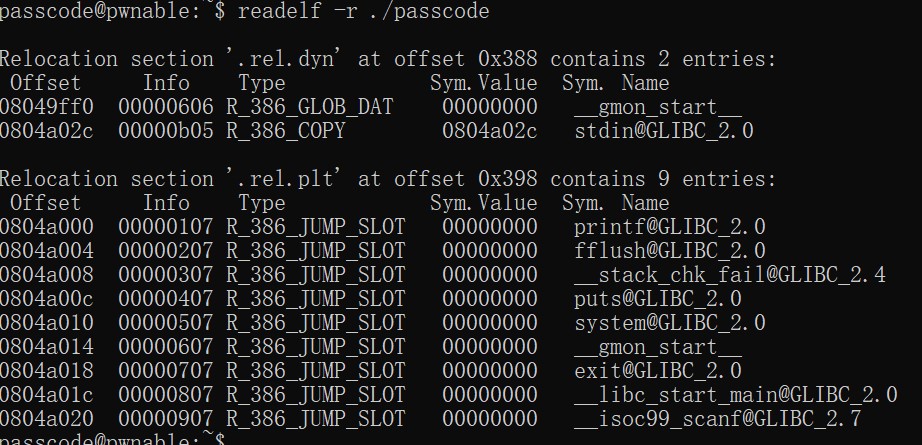 passcode@pwnable:~$ readelf -r ./passcode
Relocation section '.rel.dyn' at offset 0x388 contains 2 entries:
Offset Info Type Sym.Value Sym. Name
08049ff0 00000606 R_386_GLOB_DAT 00000000 __gmon_start__
0804a02c 00000b05 R_386_COPY 0804a02c stdin@GLIBC_2.0
Relocation section '.rel.plt' at offset 0x398 contains 9 entries:
Offset Info Type Sym.Value Sym. Name
0804a000 00000107 R_386_JUMP_SLOT 00000000 printf@GLIBC_2.0
0804a004 00000207 R_386_JUMP_SLOT 00000000 fflush@GLIBC_2.0
0804a008 00000307 R_386_JUMP_SLOT 00000000 __stack_chk_fail@GLIBC_2.4
0804a00c 00000407 R_386_JUMP_SLOT 00000000 puts@GLIBC_2.0
0804a010 00000507 R_386_JUMP_SLOT 00000000 system@GLIBC_2.0
0804a014 00000607 R_386_JUMP_SLOT 00000000 __gmon_start__
0804a018 00000707 R_386_JUMP_SLOT 00000000 exit@GLIBC_2.0
0804a01c 00000807 R_386_JUMP_SLOT 00000000 __libc_start_main@GLIBC_2.0
0804a020 00000907 R_386_JUMP_SLOT 00000000 __isoc99_scanf@GLIBC_2.7
passcode@pwnable:~$